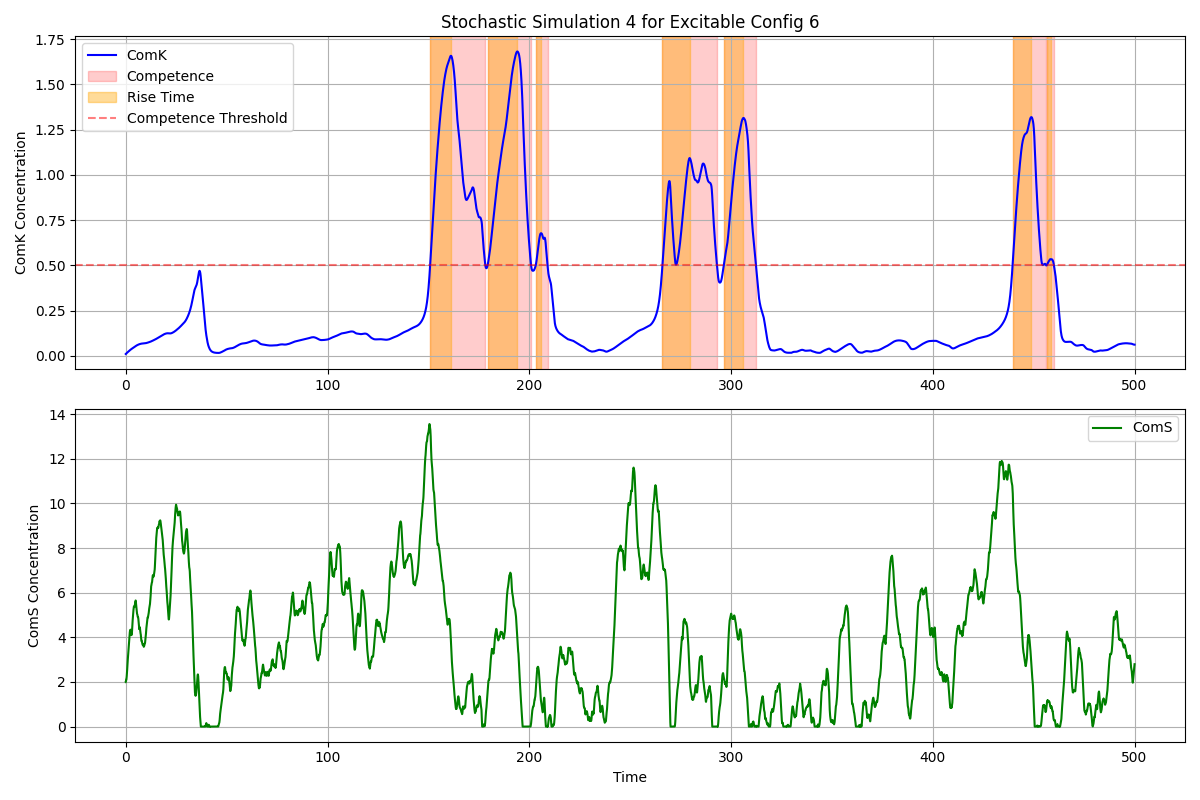 Stochastic Simulation 4 for Excitable Config 6
ComK Concentration
1.75
1.50
1.25
1.00
0.75
0.50
0.25
0.00
ComK
Competence
Rise Time
Competence Threshold
0 100 200 300 400 500
ComS Concentration
14
12
10
8
6
4
2
0
ComS
0 100 200 300 400 500
Time